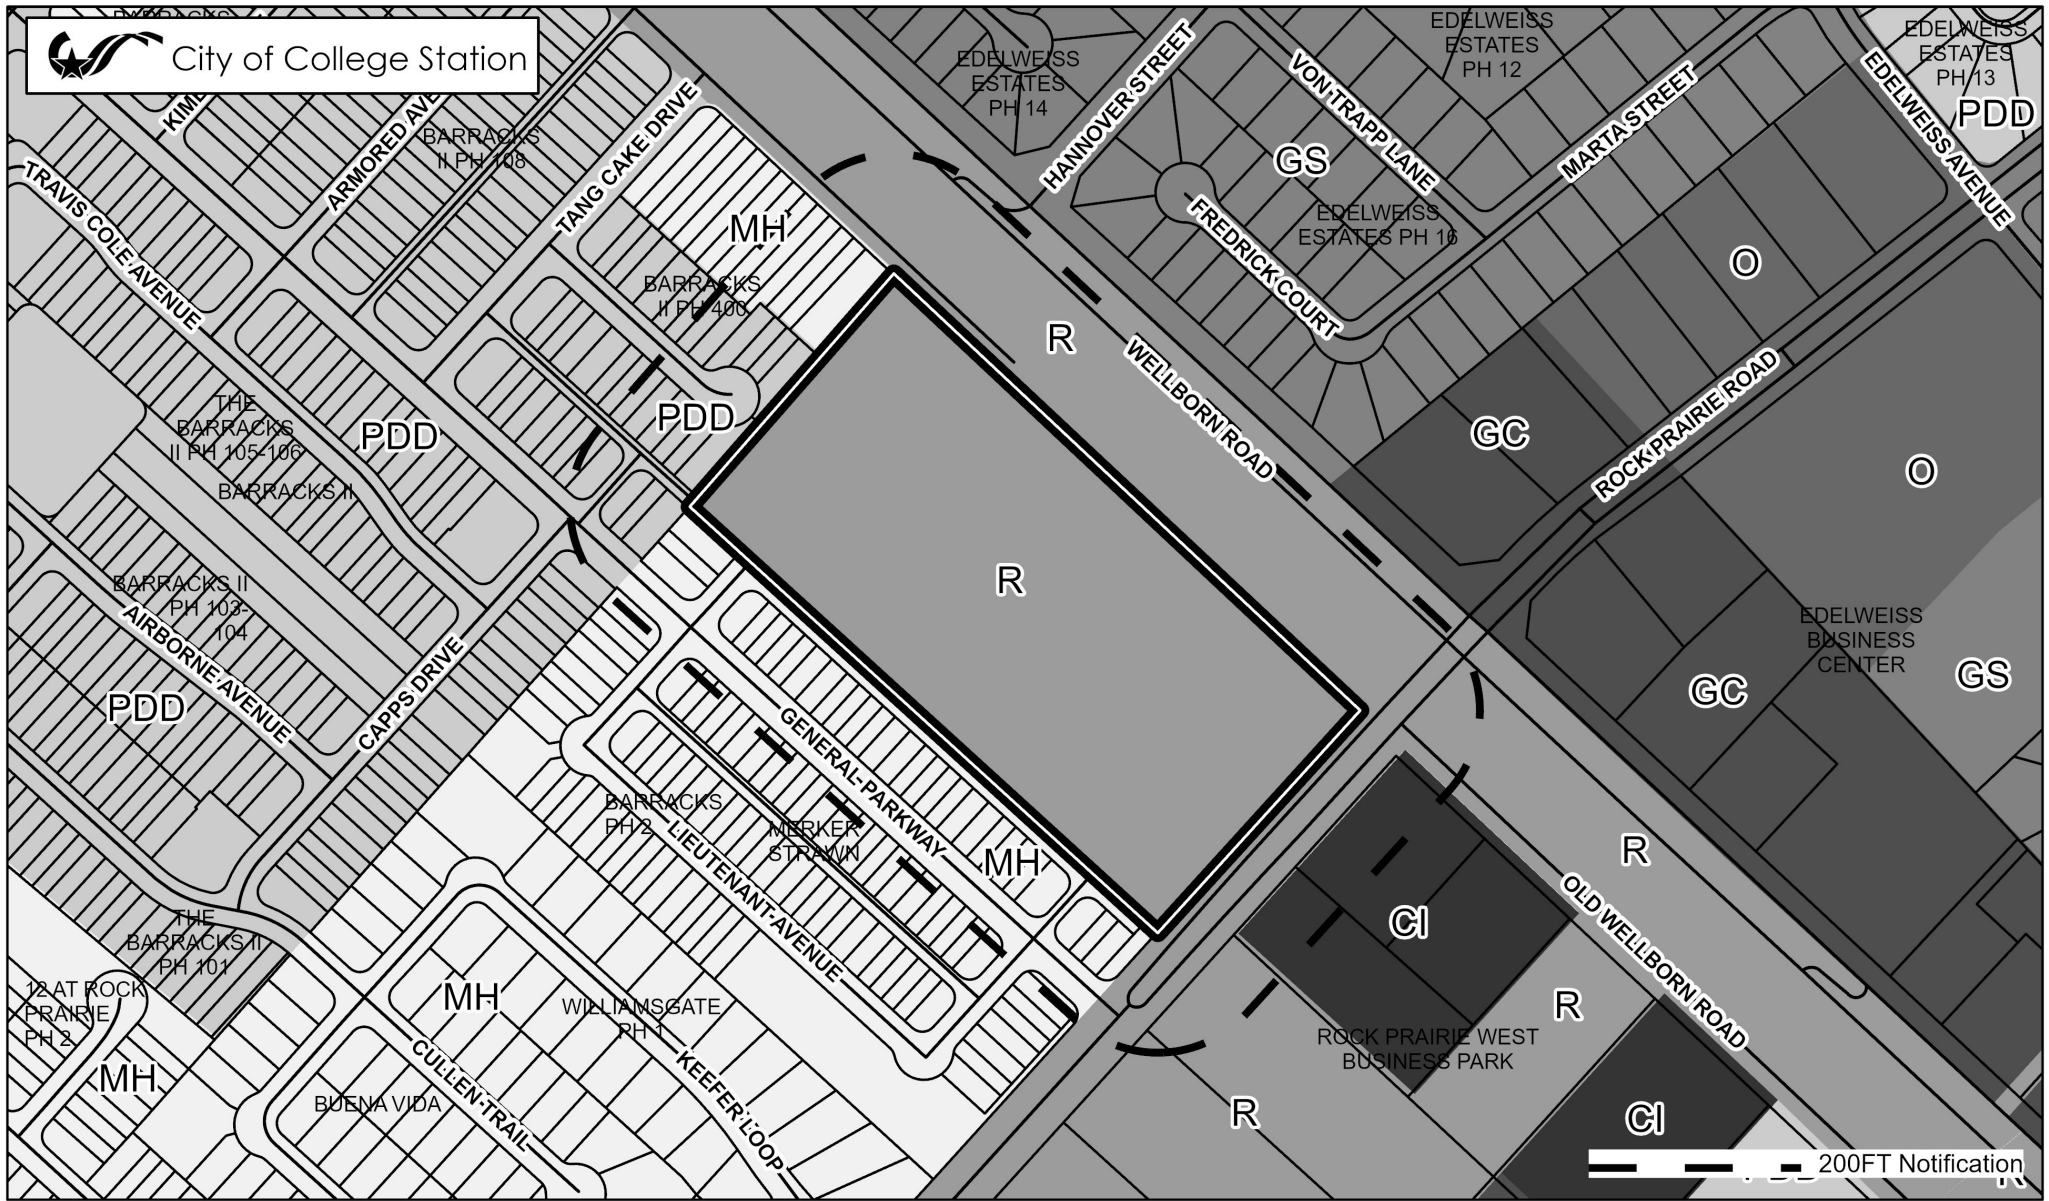 City of College Station
EDELWEISS
ESTATES
PH 14
EDELWEISS
ESTATES
PH 12
EDELWEISS
ESTATES
PH 13
PDD
HANNOVER STREET
VON TRAPP LANE
MARTA STREET
EDELWEISS AVENUE
ARMORED AVE
BARRACKS
II PH 108
TANG CAKE DRIVE
TRAVIS COLE AVENUE
GS
FREDRICK COURT
EDELWEISS
ESTATES PH 16
MH
O
BARRACKS
II PH 400
R
WELLBORN ROAD
ROCK PRAIRIE ROAD
THE
BARRACKS
II PH 105-106
PDD
PDD
GC
O
BARRACKS II
BARRACKS II
PH 103-
104
R
AIRBORNE AVENUE
CAPPS DRIVE
PDD
EDELWEISS
BUSINESS
CENTER
GS
GC
GENERAL PARKWAY
BARRACKS
PH 2
MERKER
STRAWN
LIEUTENANT AVENUE
MH
R
CI
OLD WELLBORN ROAD
THE
BARRACKS II
PH 101
12 AT ROCK
PRAIRIE
PH 2
MH
WILLIAMSGATE
PH 1
R
ROCK PRAIRIE WEST
BUSINESS PARK
MH
CULLEN TRAIL
KEEFER LOOP
BUENA VIDA
R
CI
200FT Notification